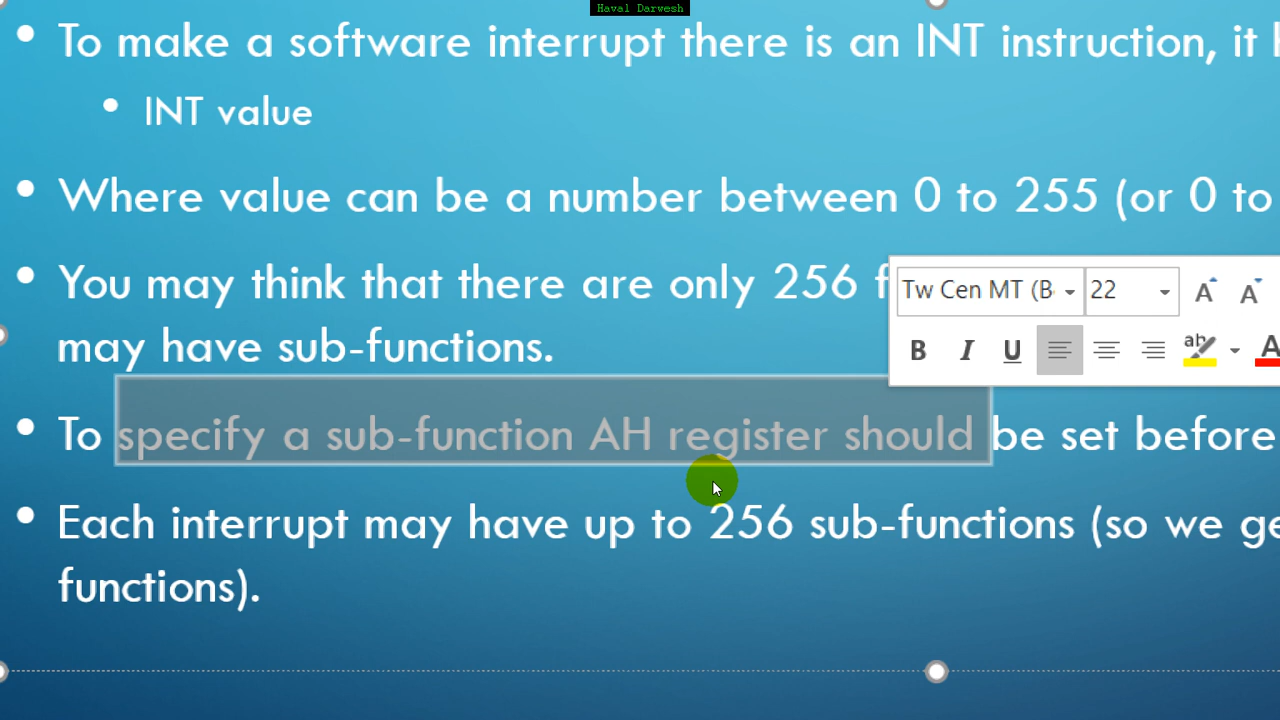 Haval Darwesh
• To make a software interrupt there is an INT instruction, it
• INT value
• Where value can be a number between 0 to 255 (or 0 to
• You may think that there are only 256
may have sub-functions.
Tw Cen MT (B
22
A A
B I U ab A
• To specify a sub-function AH register should be set before
• Each interrupt may have up to 256 sub-functions (so we
functions).